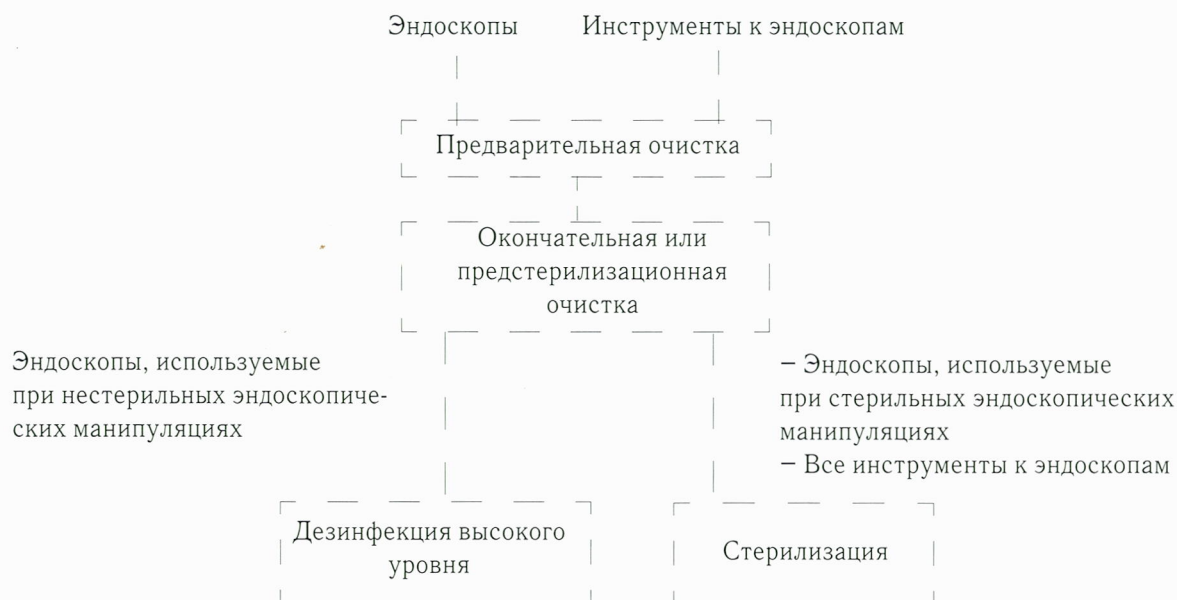 Эндоскопы
Инструменты к эндоскопам
Предварительная очистка
Окончательная или
предстерилизационная
очистка
Эндоскопы, используемые
при нестерильных эндоскопиче-
ских манипуляциях
– Эндоскопы, используемые
при стерильных эндоскопических
манипуляциях
– Все инструменты к эндоскопам
Дезинфекция высокого
уровня
Стерилизация